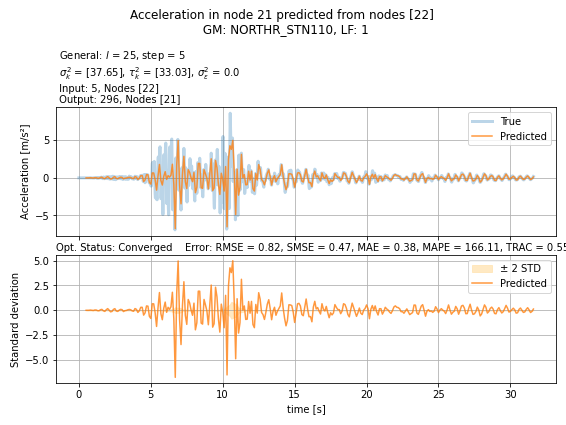 Acceleration in node 21 predicted from nodes [22]
GM: NORTHR_STN110, LF: 1
General: l = 25, step = 5
σ²ₖ = [37.65], τ²ₖ = [33.03], σ²ε = 0.0
Input: 5, Nodes [22]
Output: 296, Nodes [21]
True
Predicted
Acceleration [m/s²]
5
0
−5
Opt. Status: Converged Error: RMSE = 0.82, SMSE = 0.47, MAE = 0.38, MAPE = 166.11, TRAC = 0.55
± 2 STD
Predicted
Standard deviation
5.0
2.5
0.0
−2.5
−5.0
0 5 10 15 20 25 30
time [s]